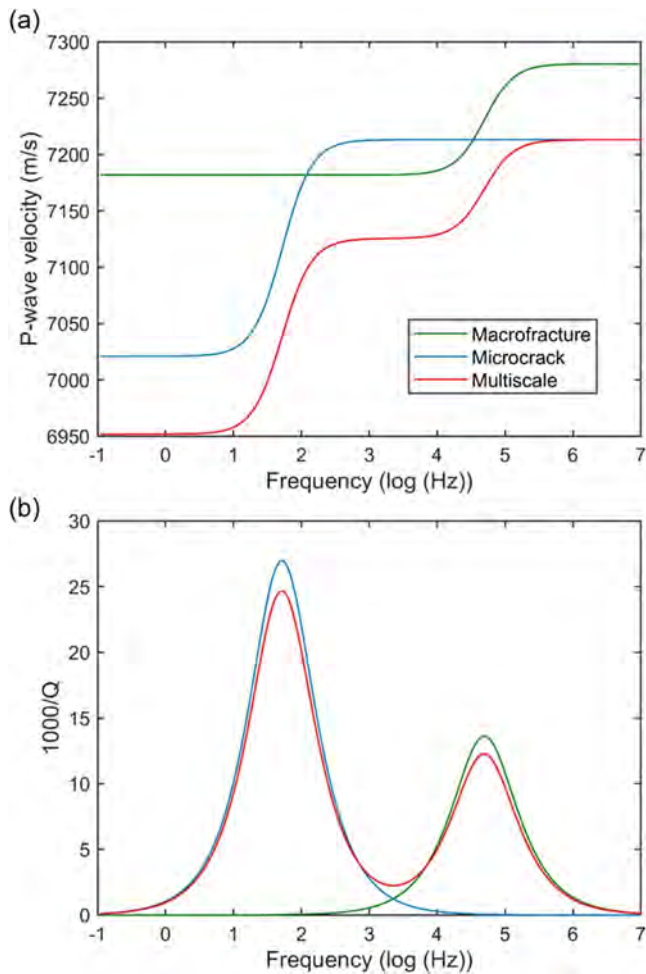 (a)
7300
7250
7200
7150
7100
7050
7000
6950
P-wave velocity (m/s)
Macrofracture
Microcrack
Multiscale
-1 0 1 2 3 4 5 6 7
Frequency (log (Hz))
(b)
30
25
20
15
10
5
0
1000/Q
-1 0 1 2 3 4 5 6 7
Frequency (log (Hz))